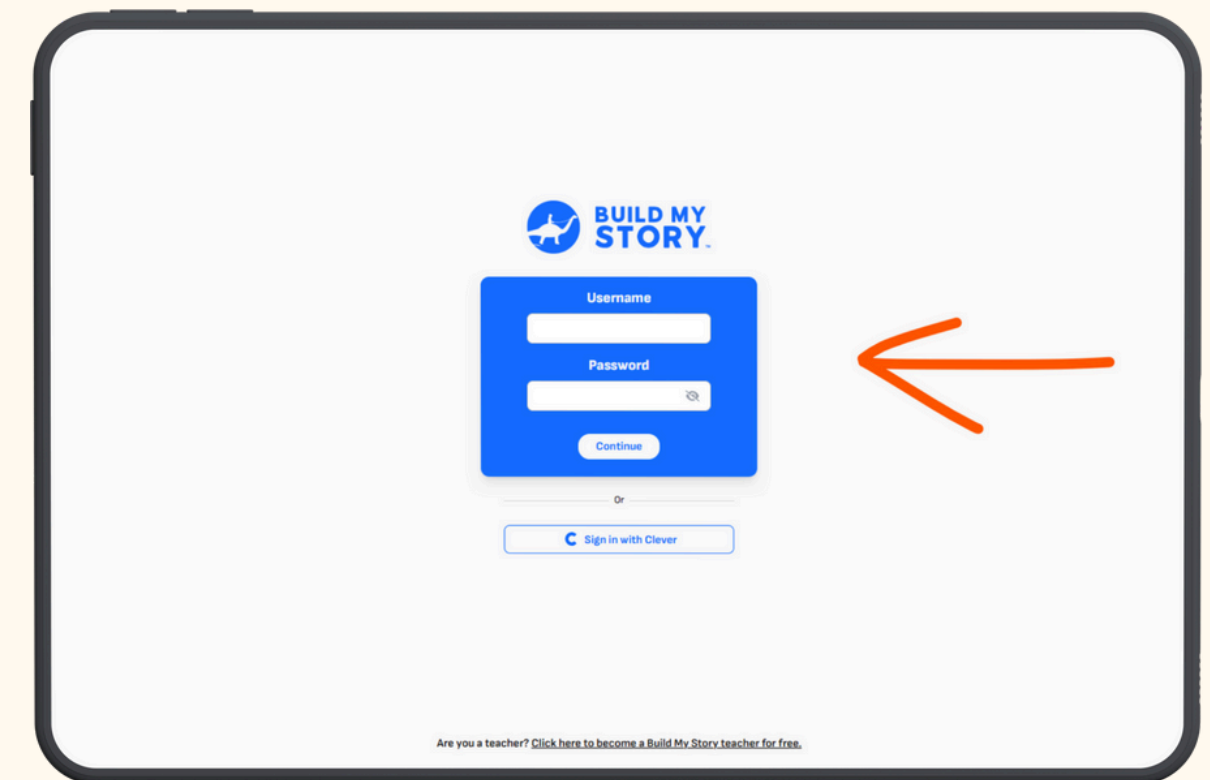 BUILD MY
STORY™
Username
Password
Continue
Or
C Sign in with Clever
Are you a teacher? Click here to become a Build My Story teacher for free.